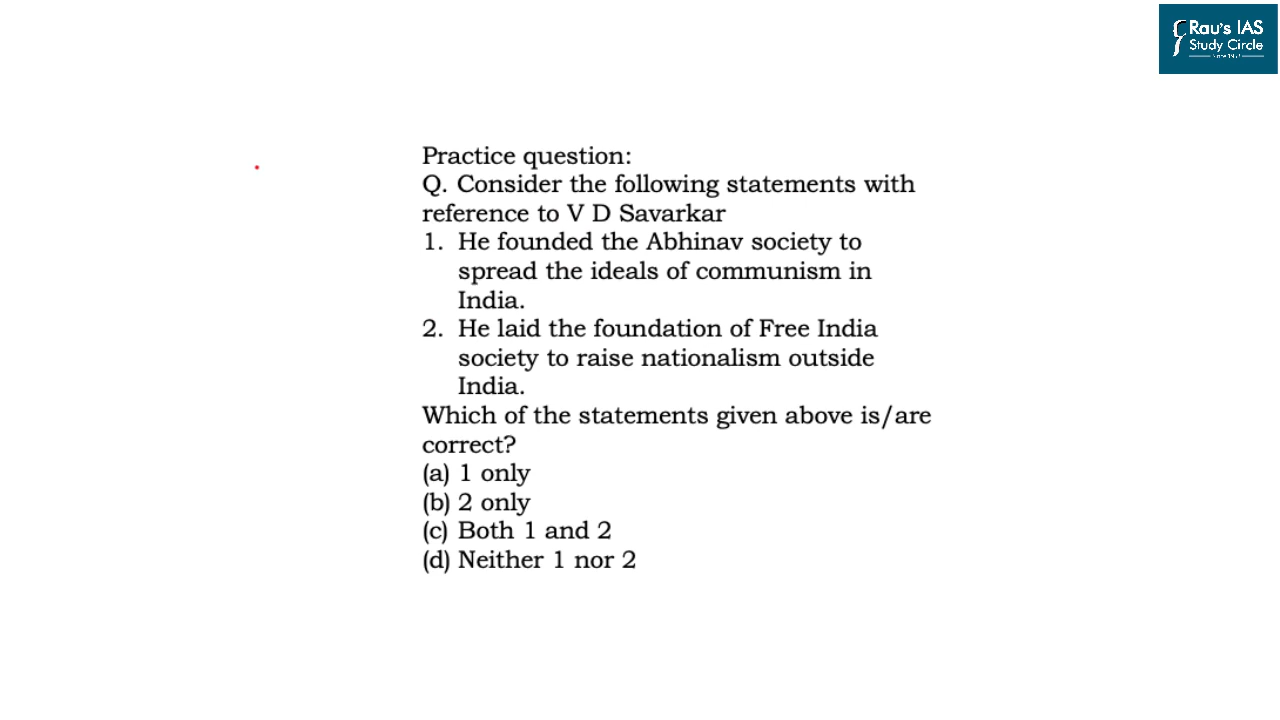 Rau's IAS
Study Circle
Practice question:
Q. Consider the following statements with
reference to V D Savarkar
1. He founded the Abhinav society to
spread the ideals of communism in
India.
2. He laid the foundation of Free India
society to raise nationalism outside
India.
Which of the statements given above is/are
correct?
(a) 1 only
(b) 2 only
(c) Both 1 and 2
(d) Neither 1 nor 2